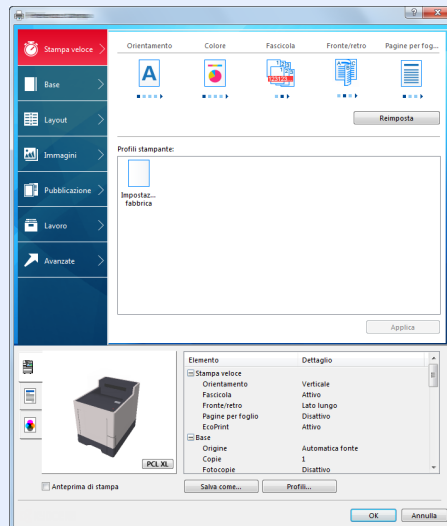 Stampa veloce
Base
Layout
Immagini
Pubblicazione
Lavoro
Avanzate
Orientamento Colore Fascicola Fronte/retro Pagine per fog...
A
123123
Reimposta
Profili stampante:
Impostaz...
fabbrica
Applica
PCL XL
Anteprima di stampa
Elemento Dettaglio
Stampa veloce
Orientamento Verticale
Fascicola Attivo
Fronte/retro Lato lungo
Pagine per foglio Disattivo
EcoPrint Attivo
Base
Origine Automatica fonte
Copie 1
Fotocopie Disattivo
Salva come... Profili...
OK Annulla